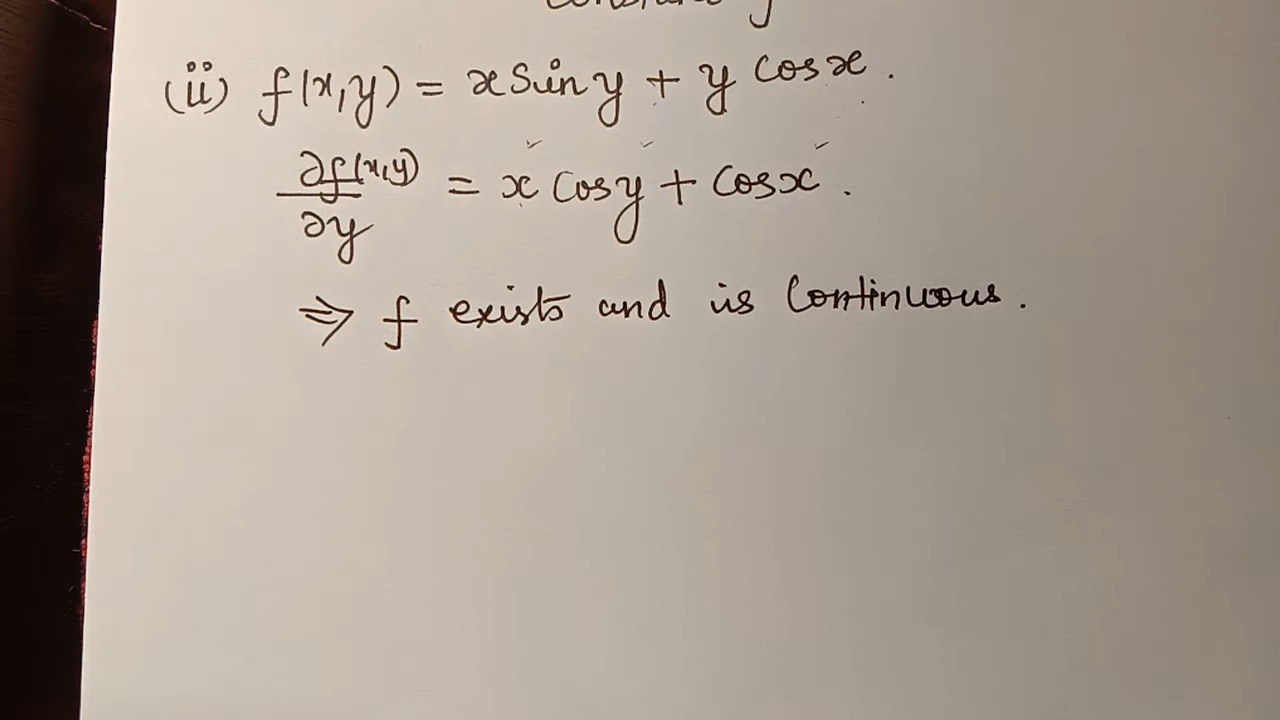 (ii) f(x,y) = x Sin y + y Cos x .
∂f(x,y)/∂y = x Cos y + Cos x .
⇒ f exists and is Continuous .